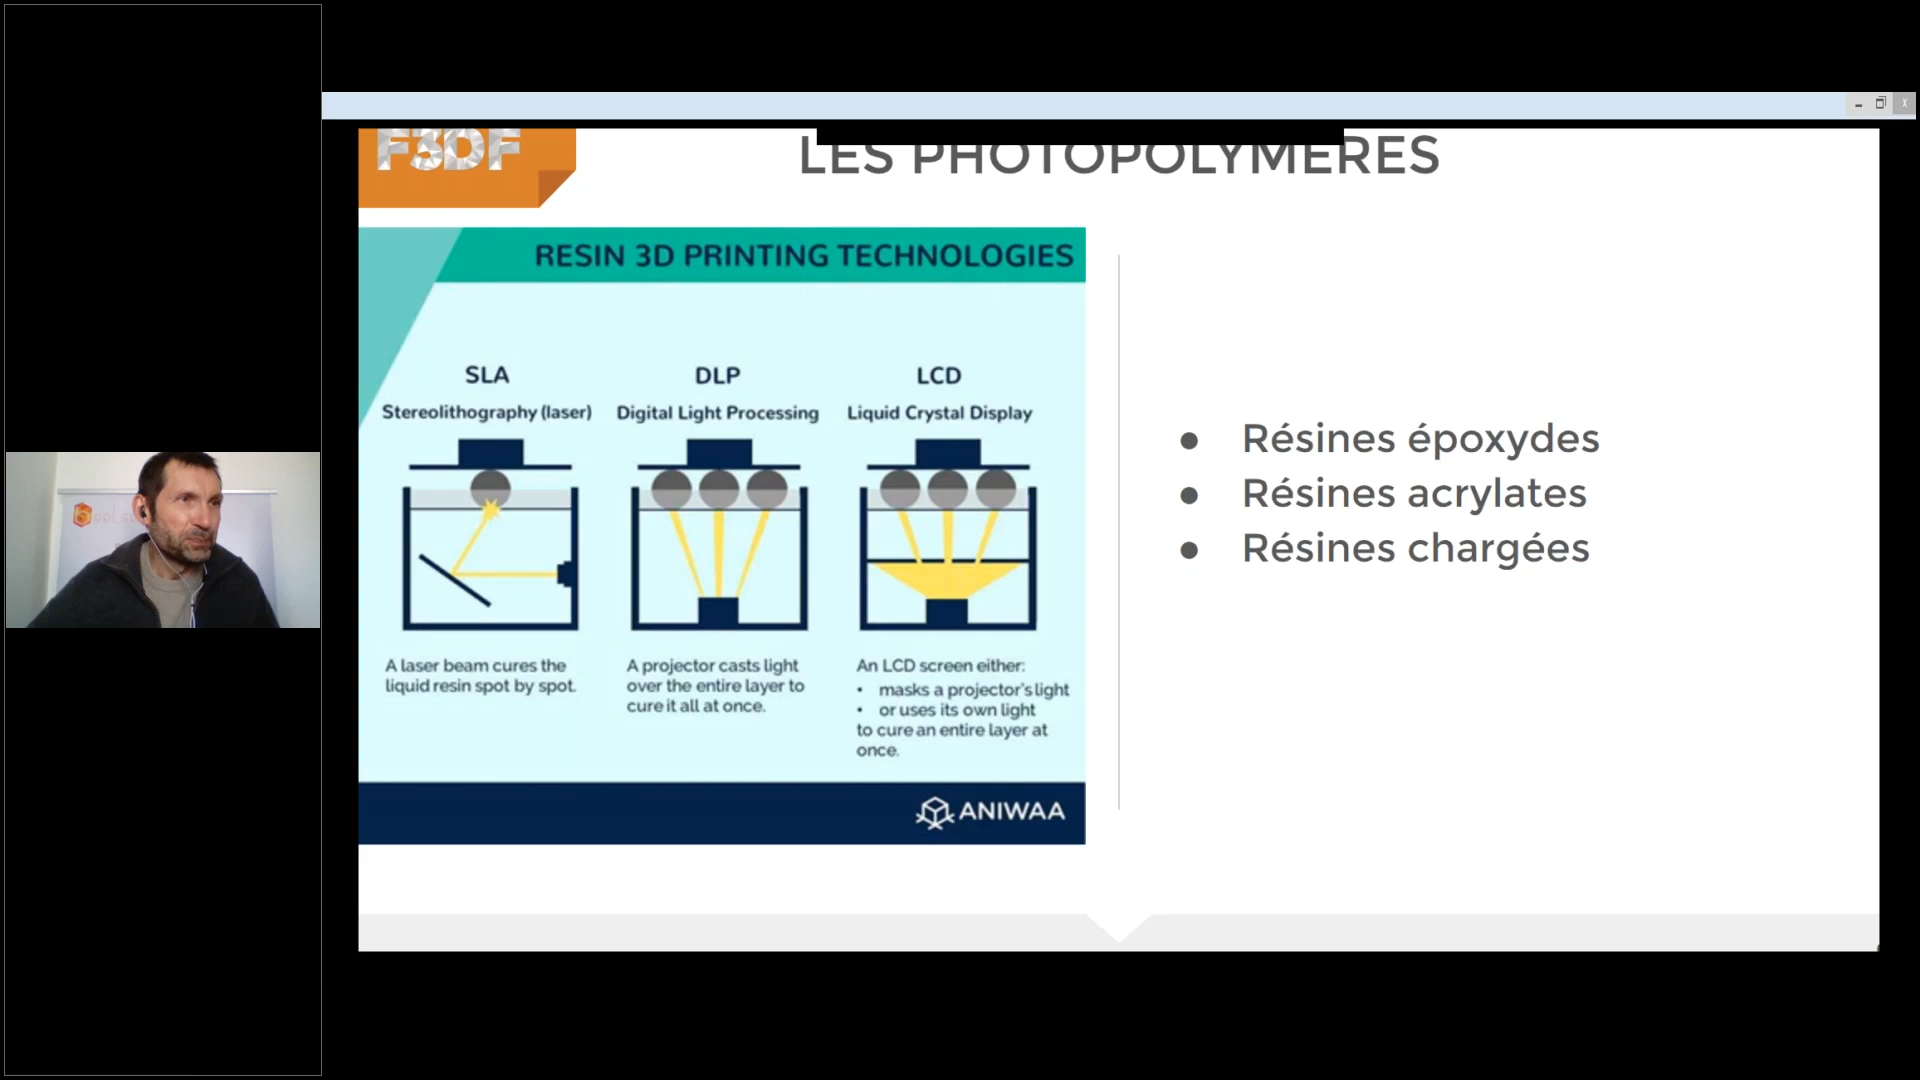 F3DF
LES PHOTOPOLYMERES
RESIN 3D PRINTING TECHNOLOGIES
SLA
Stereolithography (laser)
A laser beam cures the
liquid resin spot by spot.
DLP
Digital Light Processing
A projector casts light
over the entire layer to
cure it all at once.
LCD
Liquid Crystal Display
An LCD screen either:
• masks a projector's light
• or uses its own light
to cure an entire layer at
once.
ANIWAA
● Résines époxydes
● Résines acrylates
● Résines chargées